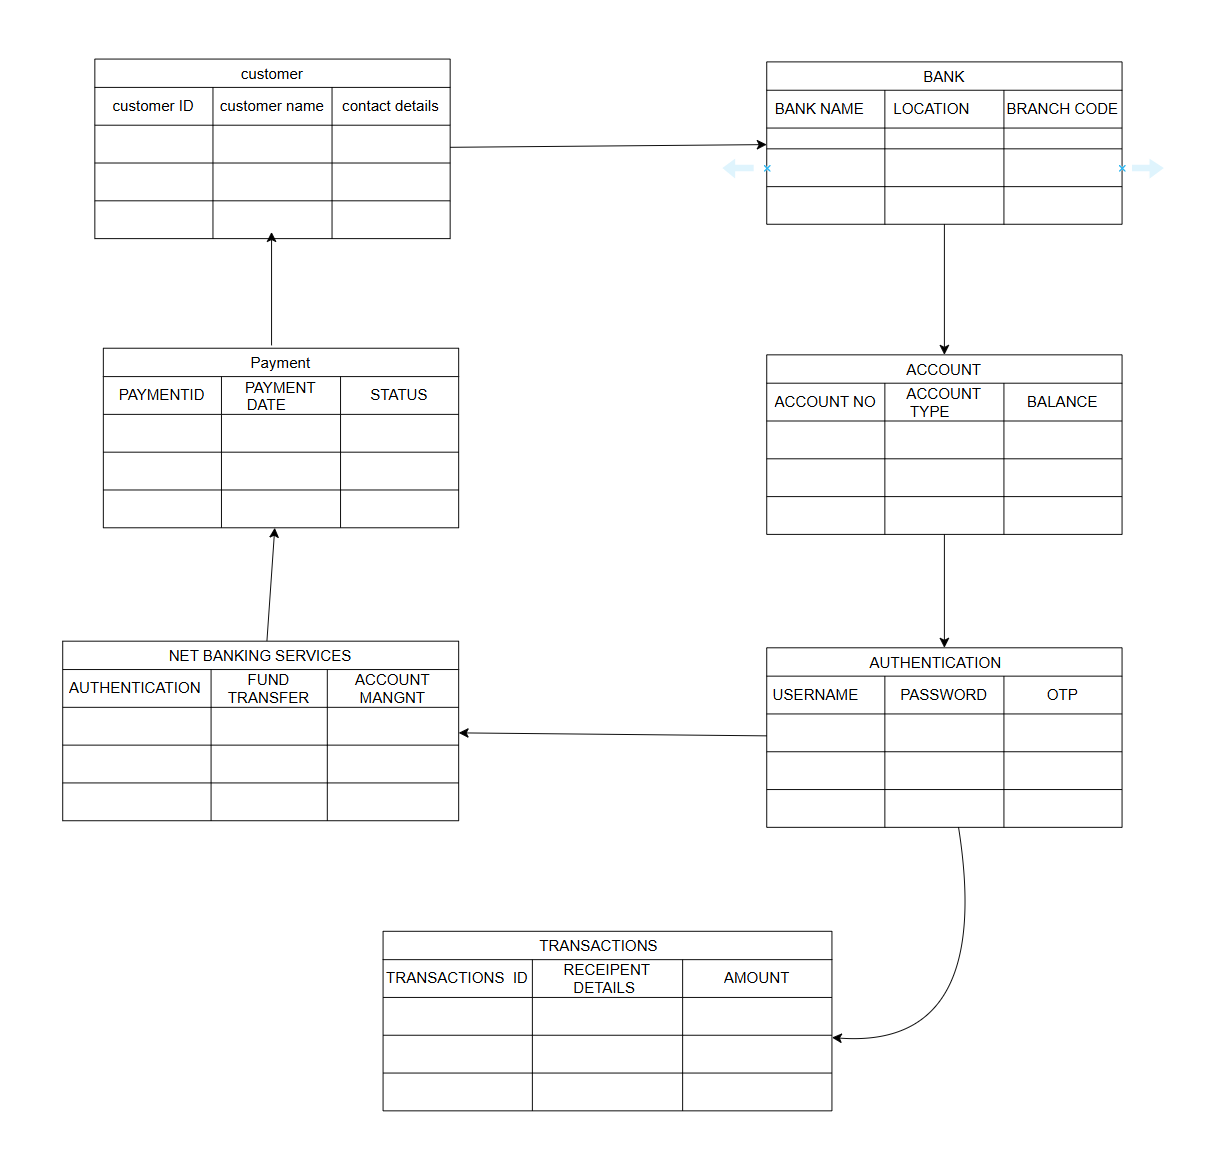 customer
customer ID customer name contact details
BANK
BANK NAME LOCATION BRANCH CODE
Payment
PAYMENTID PAYMENT DATE STATUS
ACCOUNT
ACCOUNT NO ACCOUNT TYPE BALANCE
NET BANKING SERVICES
AUTHENTICATION FUND TRANSFER ACCOUNT MANGNT
AUTHENTICATION
USERNAME PASSWORD OTP
TRANSACTIONS
TRANSACTIONS ID RECEIPENT DETAILS AMOUNT